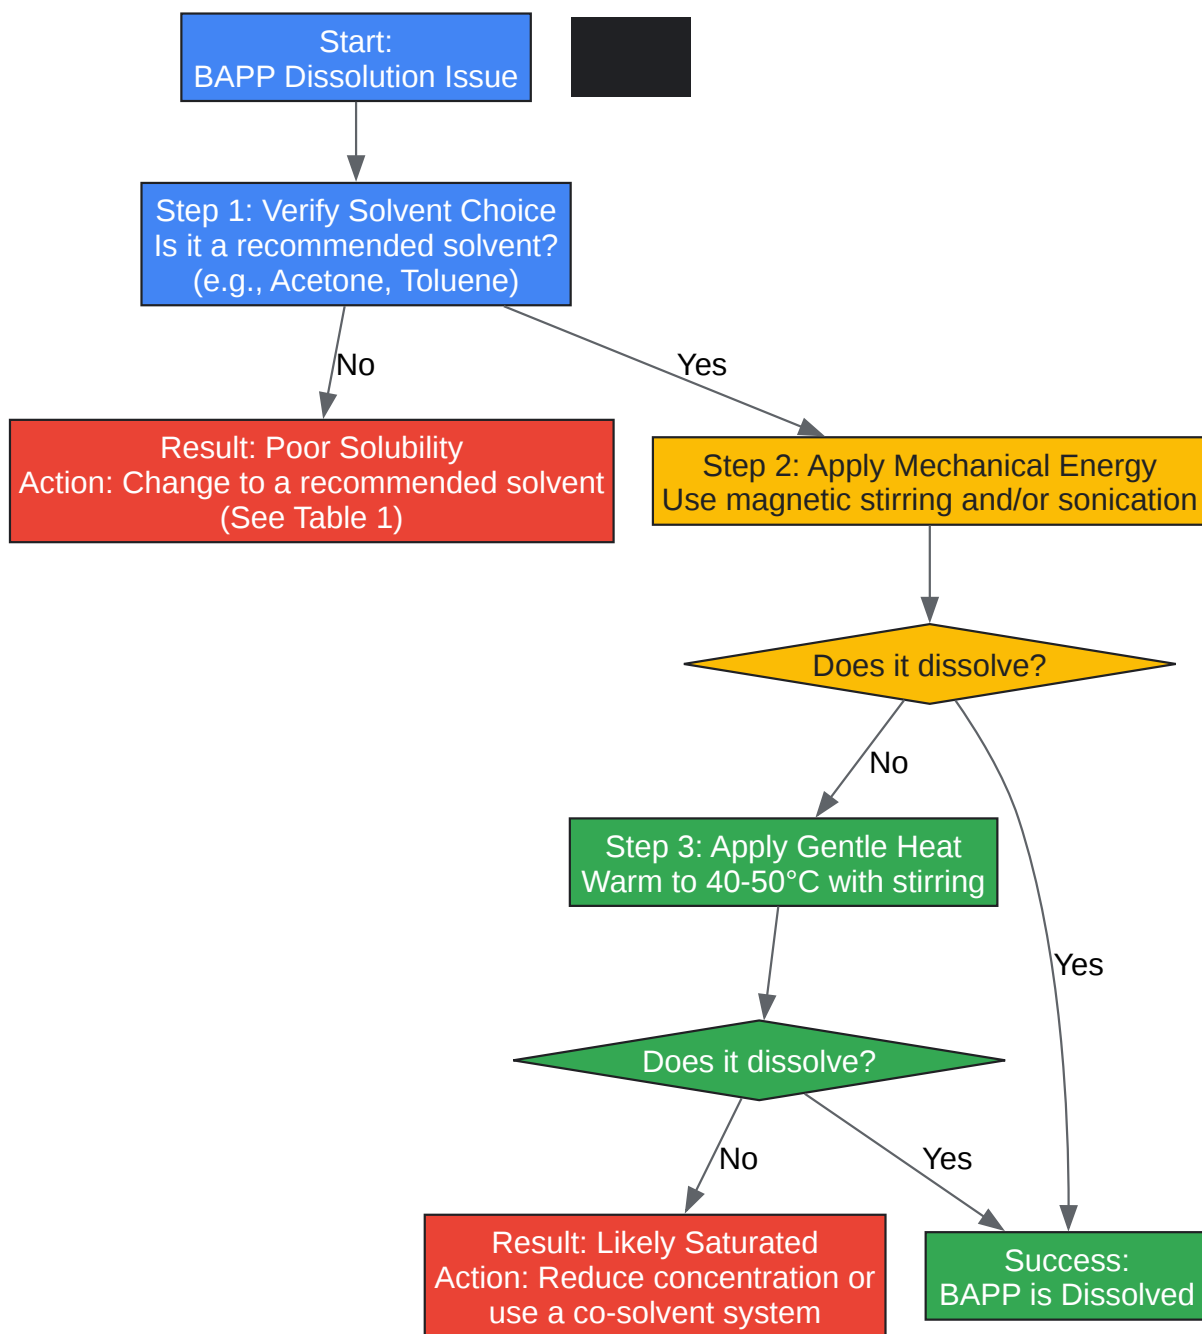 Start:
BAPP Dissolution Issue
Step 1: Verify Solvent Choice
Is it a recommended solvent?
(e.g., Acetone, Toluene)
No
Yes
Result: Poor Solubility
Action: Change to a recommended solvent
(See Table 1)
Step 2: Apply Mechanical Energy
Use magnetic stirring and/or sonication
Does it dissolve?
No
Step 3: Apply Gentle Heat
Warm to 40-50°C with stirring
Yes
Does it dissolve?
No
Yes
Result: Likely Saturated
Action: Reduce concentration or
use a co-solvent system
Success:
BAPP is Dissolved